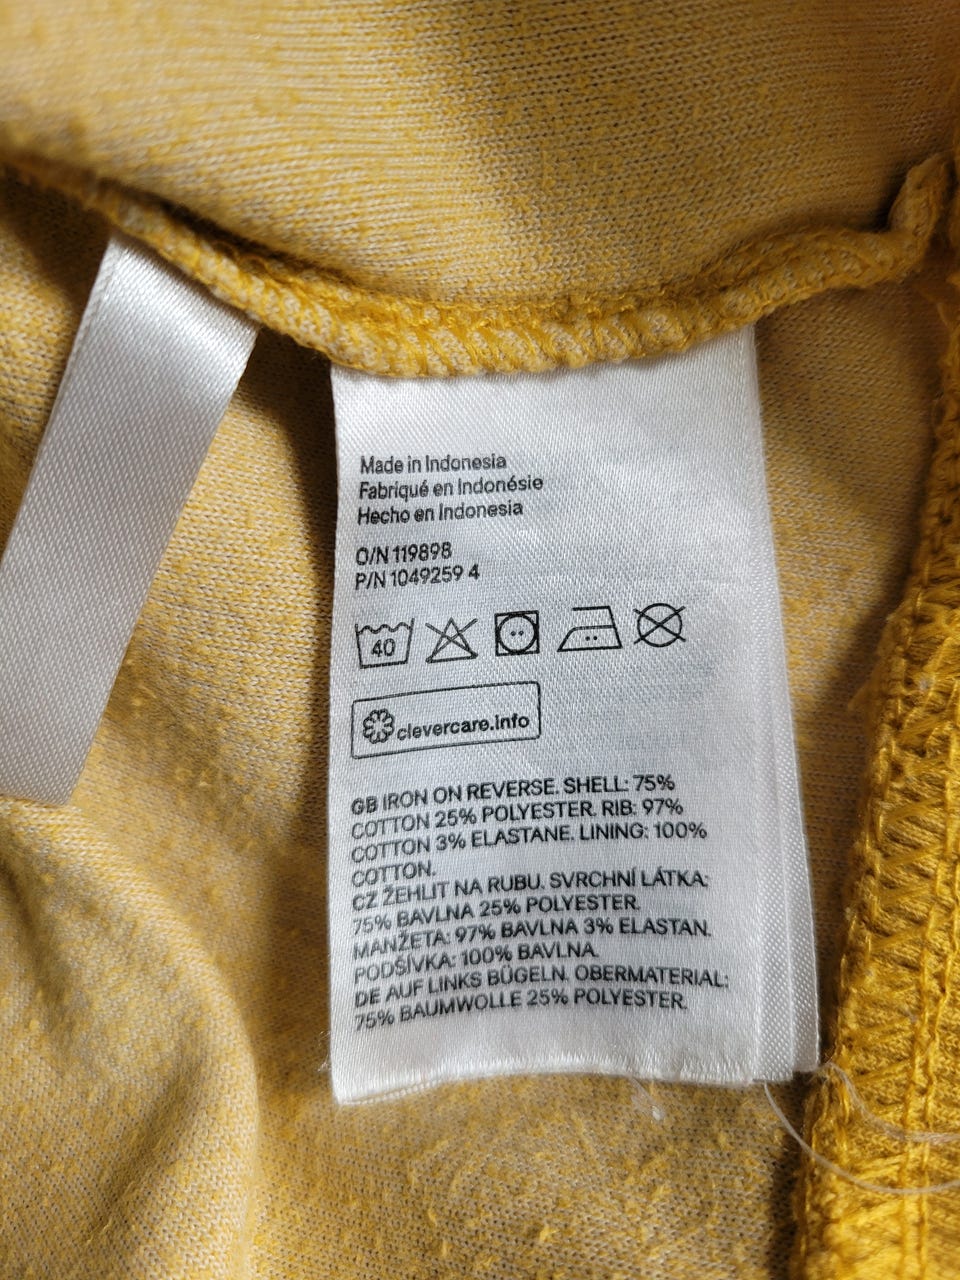 Made in Indonesia
Fabriqué en Indonésie
Hecho en Indonesia
O/N 119898
P/N 1049259 4
40
clevercare.info
GB IRON ON REVERSE. SHELL: 75%
COTTON 25% POLYESTER. RIB: 97%
COTTON 3% ELASTANE. LINING: 100%
COTTON.
CZ ŽEHLIT NA RUBU. SVRCHNÍ LÁTKA:
75% BAVLNA 25% POLYESTER.
MANŽETA: 97% BAVLNA 3% ELASTAN.
PODŠÍVKA: 100% BAVLNA.
DE AUF LINKS BÜGELN. OBERMATERIAL:
75% BAUMWOLLE 25% POLYESTER.